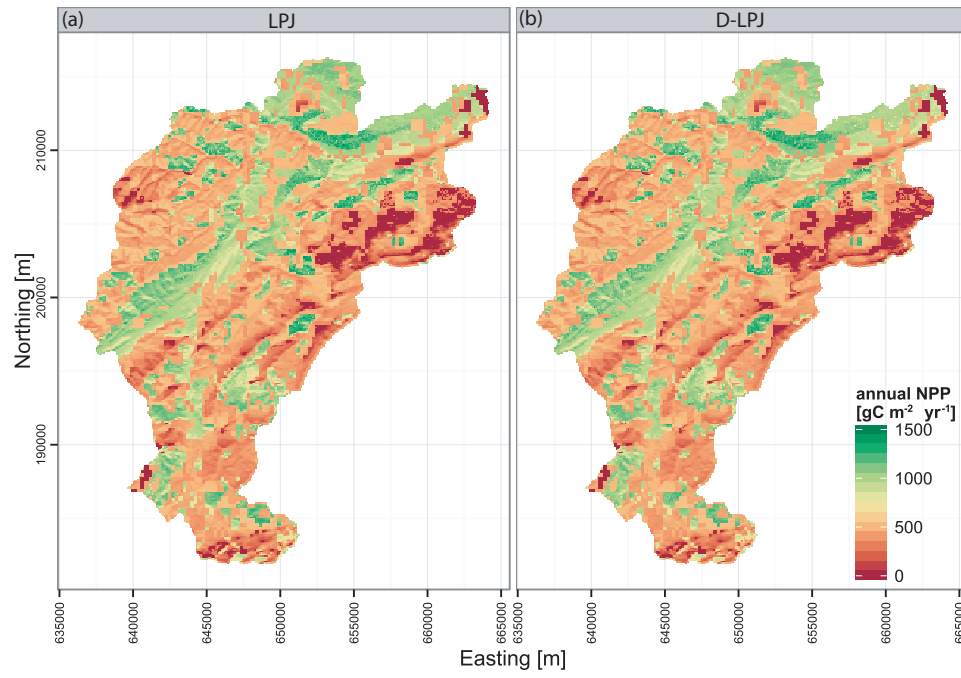 (a) LPJ
(b) D-LPJ
Northing [m]
210000
200000
190000
annual NPP
[gC m⁻² yr⁻¹]
1500
1000
500
0
635000 640000 645000 650000 655000 660000 665000
635000 640000 645000 650000 655000 660000 665000
Easting [m]